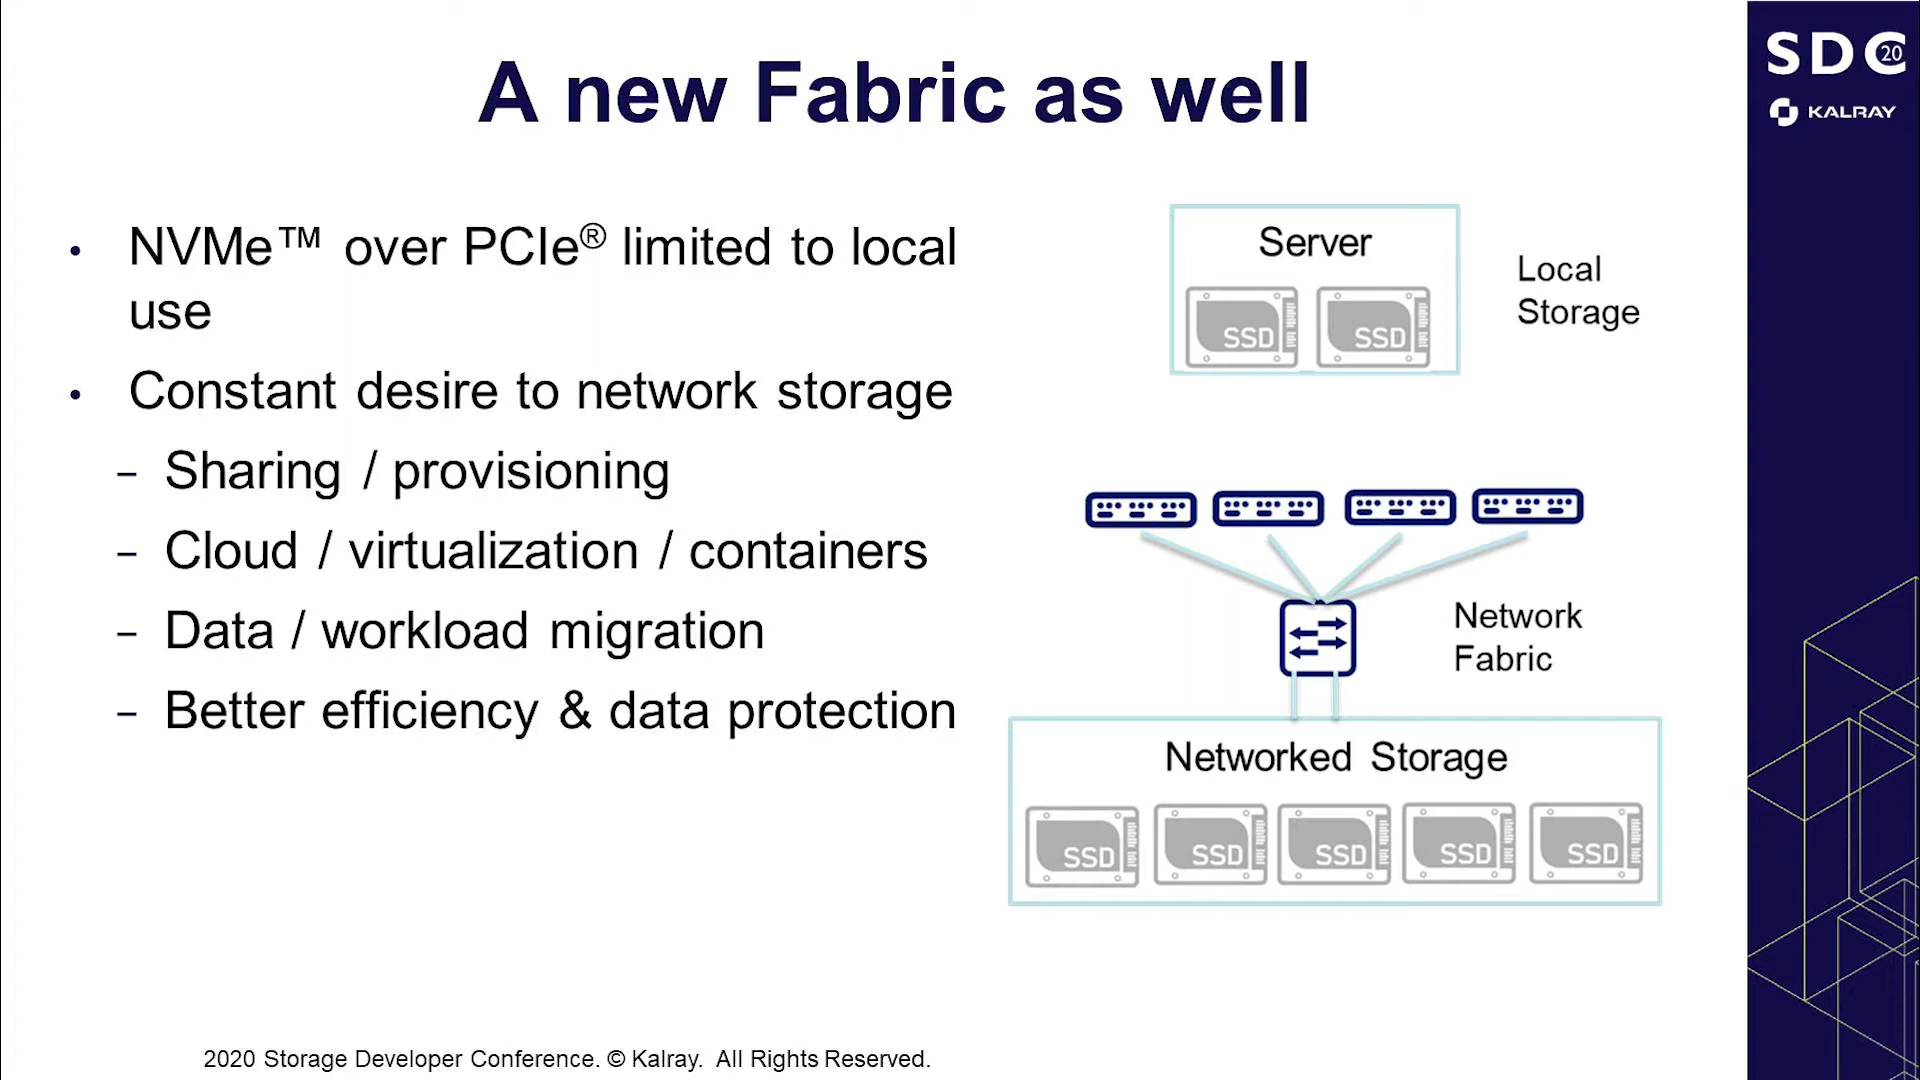 A new Fabric as well
SDC 20
KALRAY
• NVMe™ over PCIe® limited to local
use
• Constant desire to network storage
– Sharing / provisioning
– Cloud / virtualization / containers
– Data / workload migration
– Better efficiency & data protection
Server
SSD SSD
Local
Storage
Network
Fabric
Networked Storage
SSD SSD SSD SSD SSD
2020 Storage Developer Conference. © Kalray. All Rights Reserved.